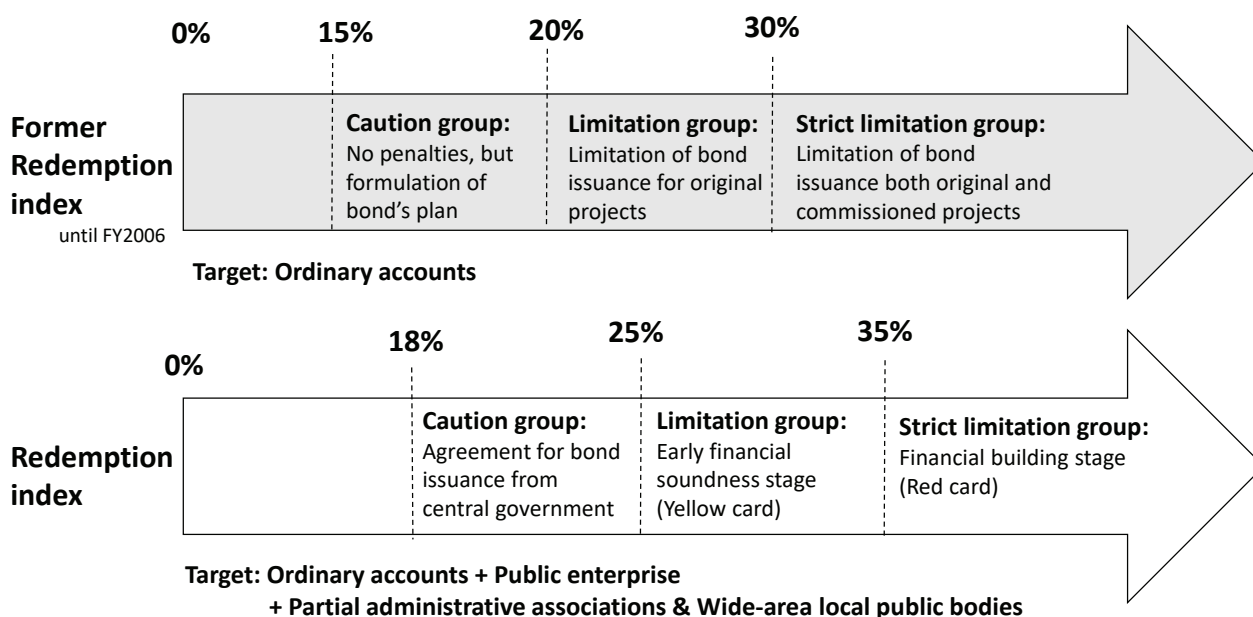 0%
15%
20%
30%
Former
Redemption
index
until FY2006
Caution group:
No penalties, but
formulation of
bond's plan
Limitation group:
Limitation of bond
issuance for original
projects
Strict limitation group:
Limitation of bond
issuance both original and
commissioned projects
Target: Ordinary accounts
0%
18%
25%
35%
Redemption
index
Caution group:
Agreement for bond
issuance from
central government
Limitation group:
Early financial
soundness stage
(Yellow card)
Strict limitation group:
Financial building stage
(Red card)
Target: Ordinary accounts + Public enterprise
+ Partial administrative associations & Wide-area local public bodies